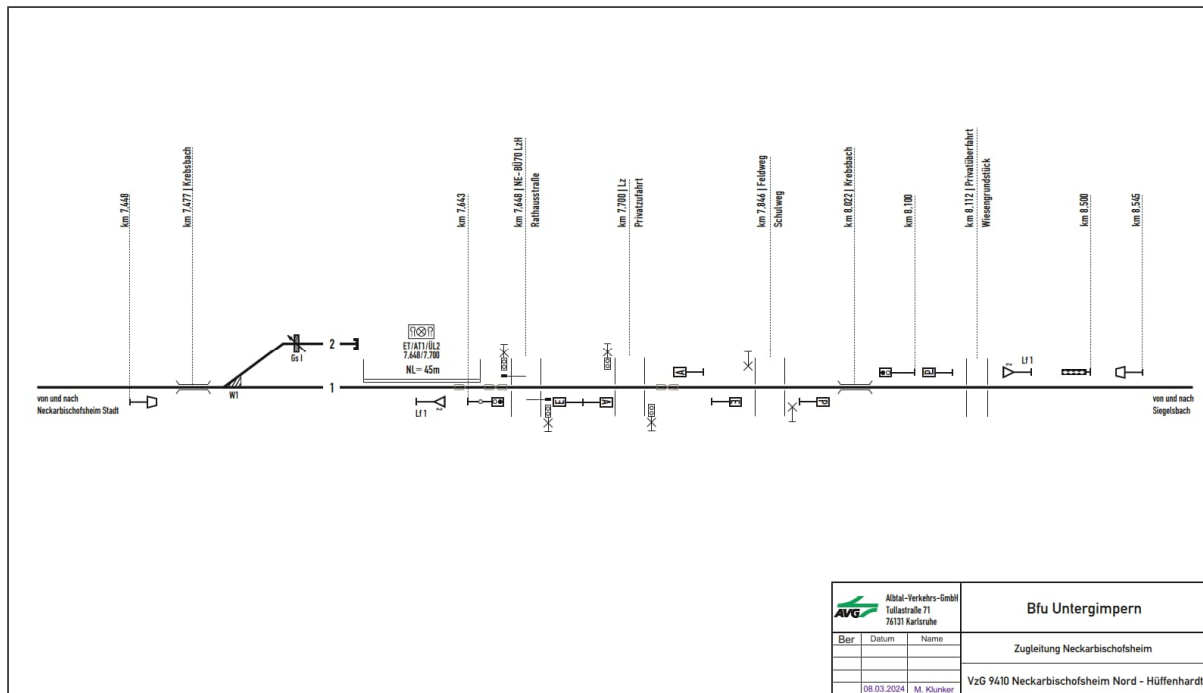 km 7.448
km 7.477 | Krebsbach
km 7.643
km 7.648 | NE-BÜ70 LzH
Rathausstraße
km 7.700 | Lz
Privatzufahrt
km 7.846 | Feldweg
Schulweg
km 8.022 | Krebsbach
km 8.100
km 8.112 | Privatüberfahrt
Wiesengrundstück
km 8.500
km 8.545
2
Gs I
ET/AT1/ÜL2
7.648/7.700
NL= 45m
A
P
Lf 1
1
W1
von und nach
Neckarbischofsheim Stadt
Lf 1
E
A
E
P
von und nach
Siegelsbach
AVG
Albtal-Verkehrs-GmbH
Tullastraße 71
76131 Karlsruhe
Bfu Untergimpern
Ber
Datum
Name
Zugleitung Neckarbischofsheim
VzG 9410 Neckarbischofsheim Nord - Hüffenhardt
08.03.2024
M. Klunker